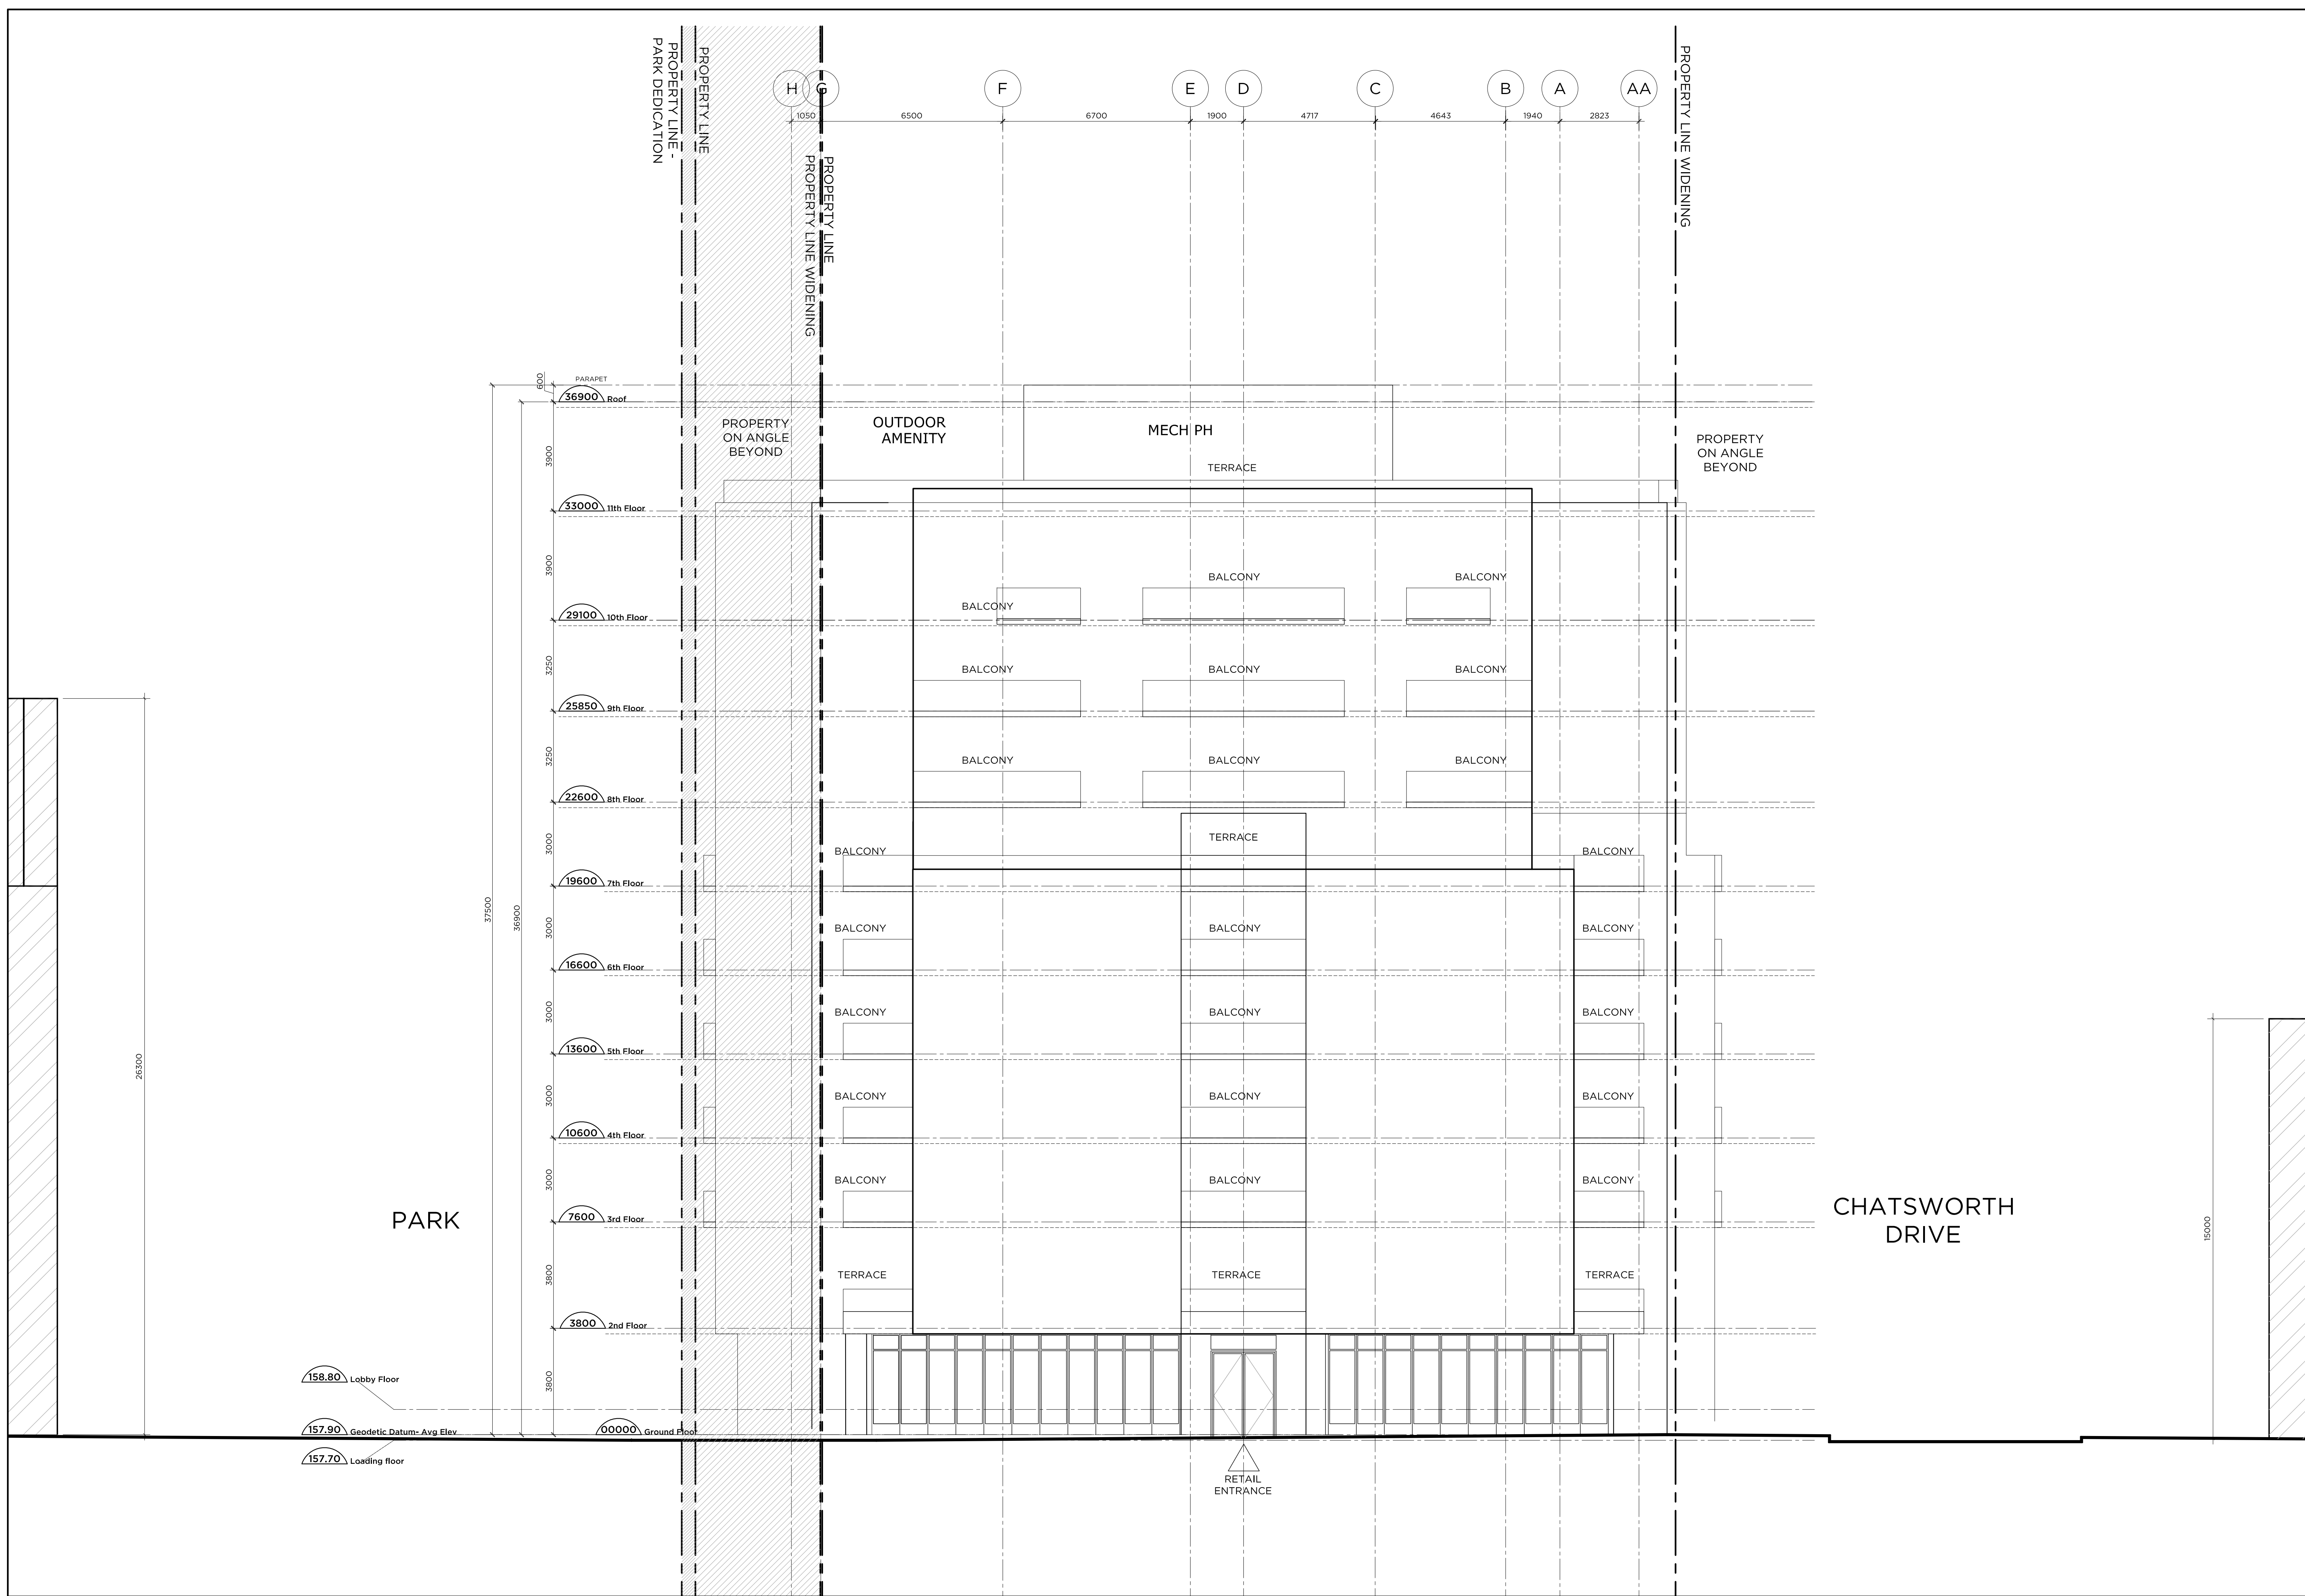 PROPERTY LINE -
PARK DEDICATION
PROPERTY LINE
PROPERTY LINE WIDENING
PROPERTY LINE
H
G
F
E
D
C
B
A
AA
PROPERTY LINE WIDENING
1050
6500
6700
1900
4717
4643
1940
2823
600
PARAPET
36900 Roof
PROPERTY
ON ANGLE
BEYOND
OUTDOOR
AMENITY
MECH PH
TERRACE
PROPERTY
ON ANGLE
BEYOND
3900
33000 11th Floor
3900
BALCONY
BALCONY
BALCONY
29100 10th Floor
3250
BALCONY
BALCONY
BALCONY
25850 9th Floor
3250
BALCONY
BALCONY
BALCONY
22600 8th Floor
3000
TERRACE
BALCONY
BALCONY
19600 7th Floor
37500
36900
3000
BALCONY
BALCONY
BALCONY
16600 6th Floor
3000
BALCONY
BALCONY
BALCONY
13600 5th Floor
26300
3000
BALCONY
BALCONY
BALCONY
10600 4th Floor
3000
BALCONY
BALCONY
BALCONY
7600 3rd Floor
PARK
CHATSWORTH
DRIVE
15000
3800
TERRACE
TERRACE
TERRACE
3800 2nd Floor
3800
158.80 Lobby Floor
157.90 Geodetic Datum- Avg Elev
00000 Ground Floor
157.70 Loading floor
RETAIL
ENTRANCE